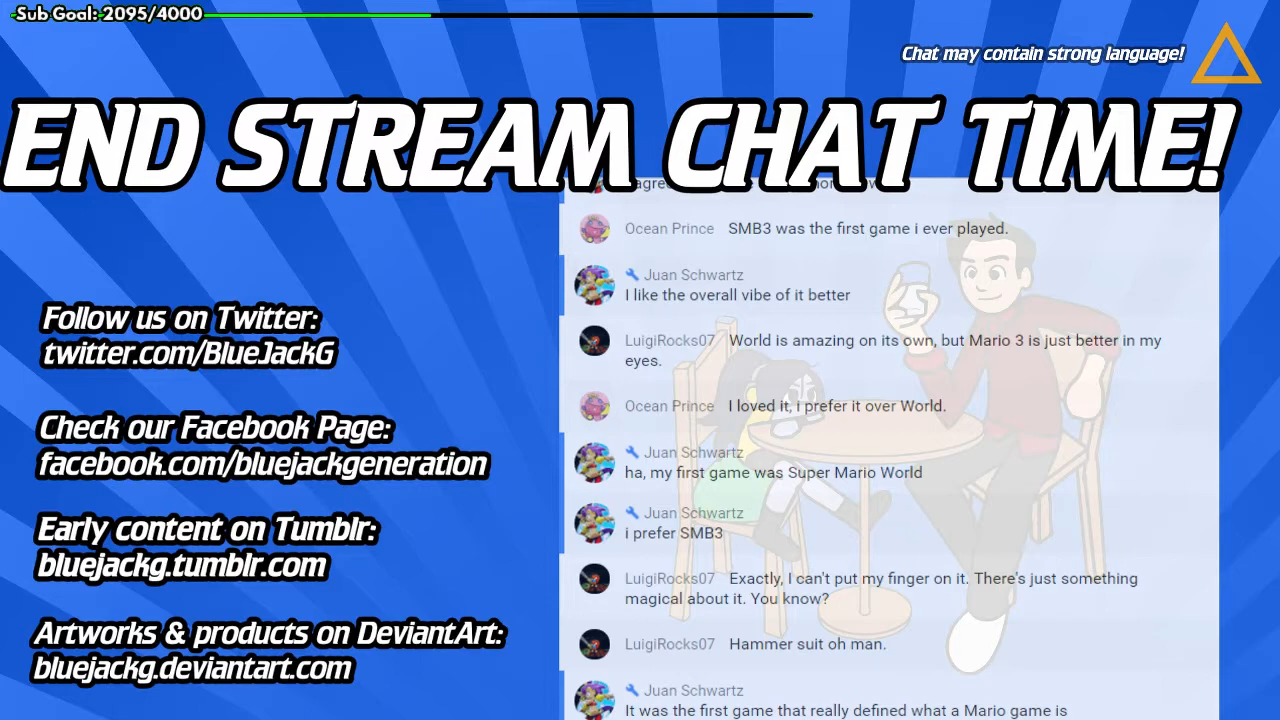 Sub Goal: 2095/4000
Chat may contain strong language!
END STREAM CHAT TIME!
Follow us on Twitter:
twitter.com/BlueJackG
Check our Facebook Page:
facebook.com/bluejackgeneration
Early content on Tumblr:
bluejackg.tumblr.com
Artworks & products on DeviantArt:
bluejackg.deviantart.com
Ocean Prince SMB3 was the first game i ever played.
Juan Schwartz
I like the overall vibe of it better
LuigiRocks07 World is amazing on its own, but Mario 3 is just better in my
eyes.
Ocean Prince I loved it, i prefer it over World.
Juan Schwartz
ha, my first game was Super Mario World
Juan Schwartz
i prefer SMB3
LuigiRocks07 Exactly, I can't put my finger on it. There's just something
magical about it. You know?
LuigiRocks07 Hammer suit oh man.
Juan Schwartz
It was the first game that really defined what a Mario game is